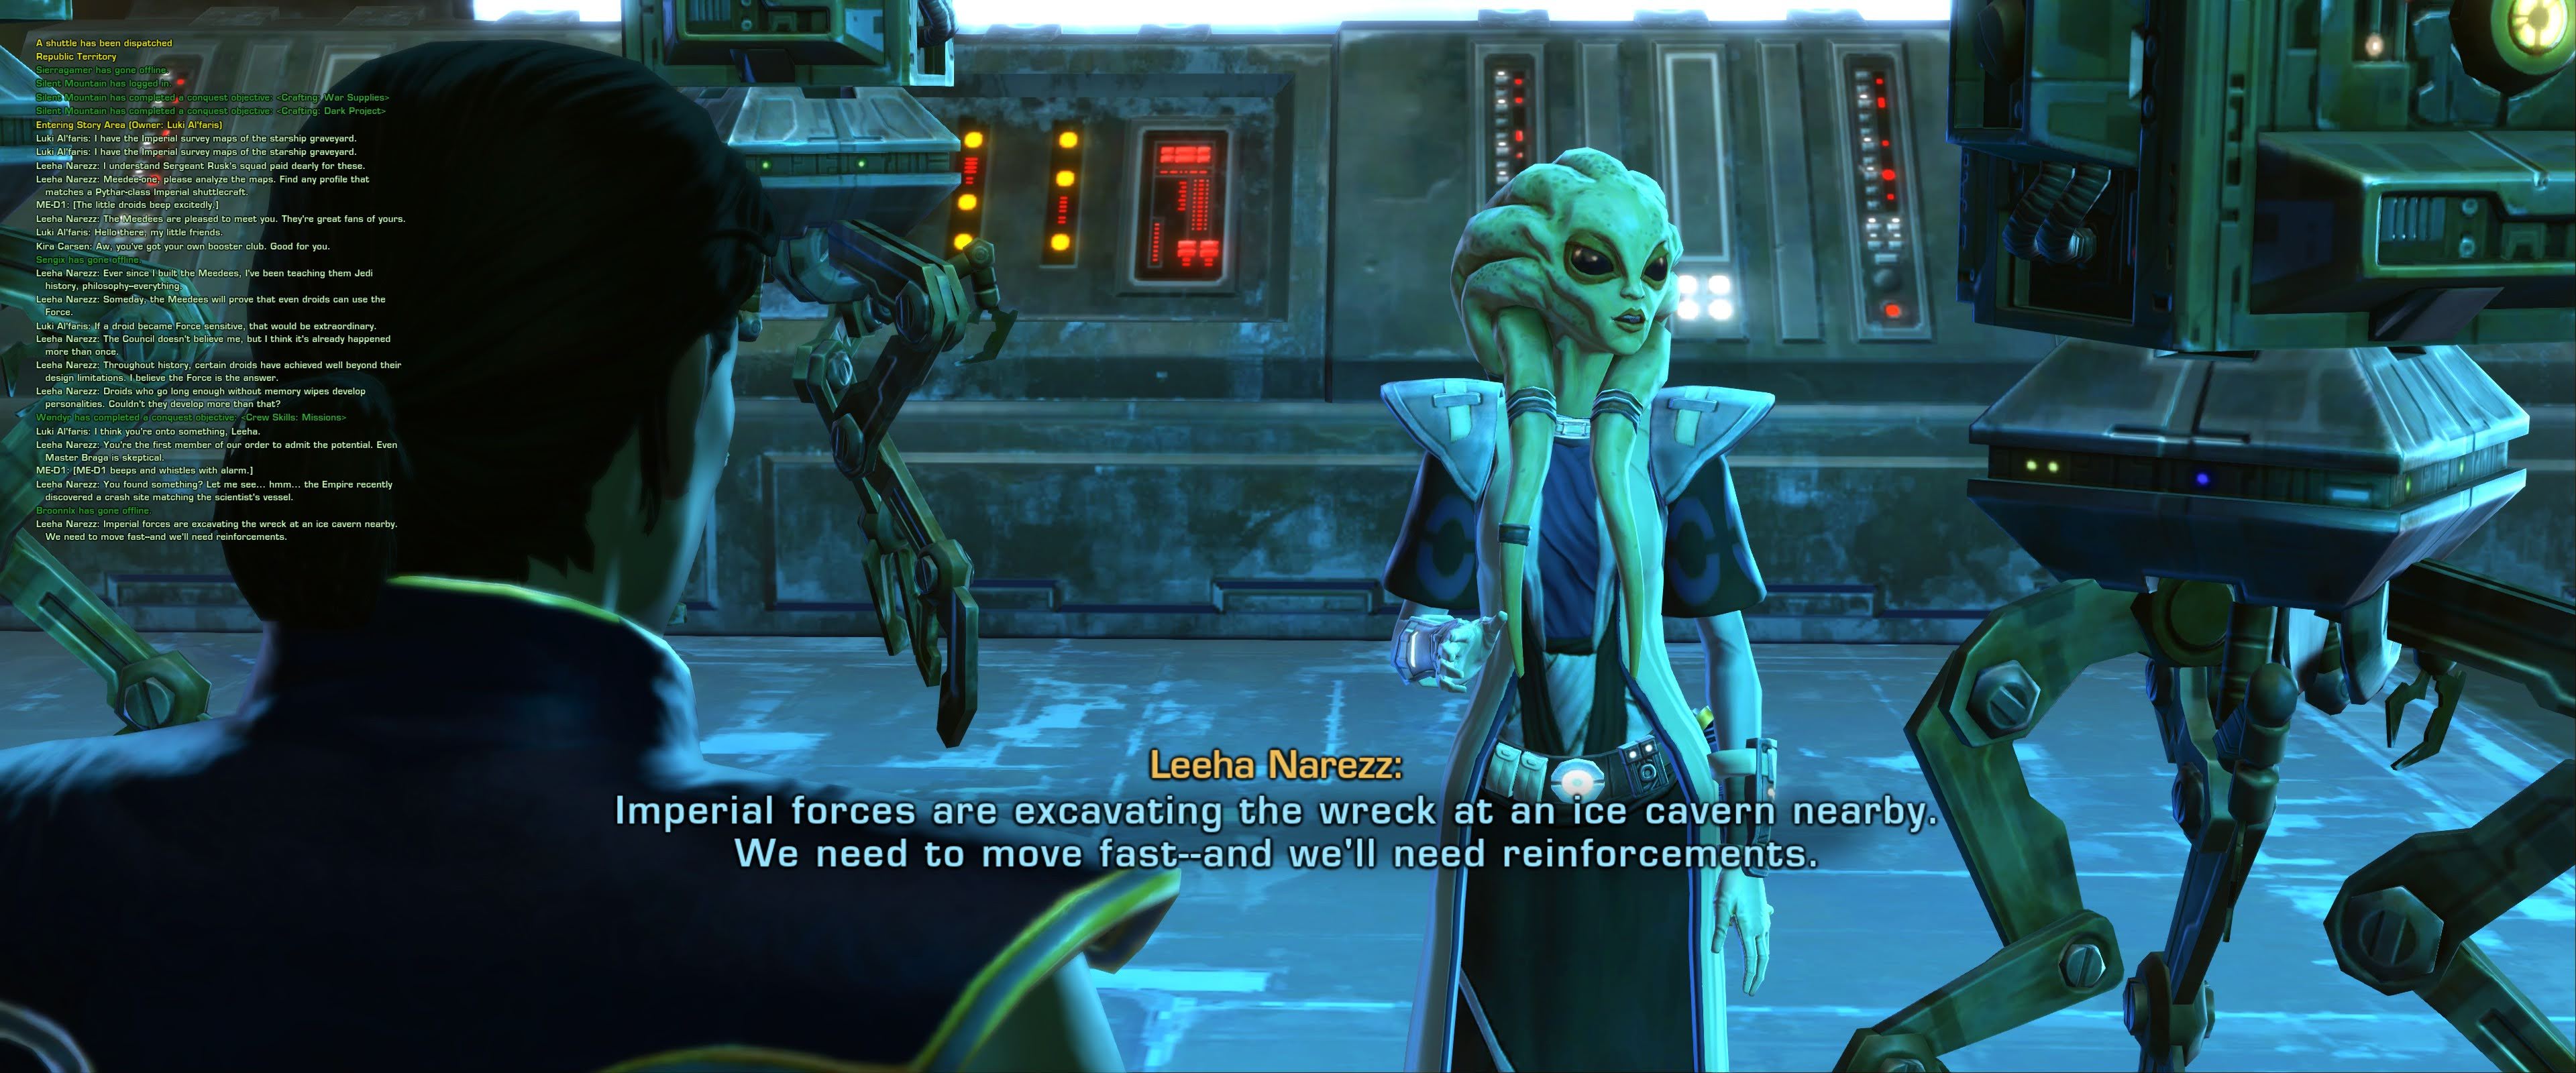 A shuttle has been dispatched
Republic Territory
Sierragamer has gone offline.
Silent Mountain has logged in.
Silent Mountain has completed a conquest objective: <Crafting: War Supplies>
Silent Mountain has completed a conquest objective: <Crafting: Dark Project>
Entering Story Area (Owner: Luki Al'faris)
Luki Al'faris: I have the Imperial survey maps of the starship graveyard.
Luki Al'faris: I have the Imperial survey maps of the starship graveyard.
Leeha Narezz: I understand Sergeant Rusk's squad paid dearly for these.
Leeha Narezz: Meedee-one, please analyze the maps. Find any profile that
matches a Pythar-class Imperial shuttlecraft.
ME-D1: [The little droids beep excitedly.]
Leeha Narezz: The Meedees are pleased to meet you. They're great fans of yours.
Luki Al'faris: Hello there, my little friends.
Kira Carsen: Aw, you've got your own booster club. Good for you.
Sengix has gone offline.
Leeha Narezz: Ever since I built the Meedees, I've been teaching them Jedi
history, philosophy--everything.
Leeha Narezz: Someday, the Meedees will prove that even droids can use the
Force.
Luki Al'faris: If a droid became Force sensitive, that would be extraordinary.
Leeha Narezz: The Council doesn't believe me, but I think it's already happened
more than once.
Leeha Narezz: Throughout history, certain droids have achieved well beyond their
design limitations. I believe the Force is the answer.
Leeha Narezz: Droids who go long enough without memory wipes develop
personalities. Couldn't they develop more than that?
Wøndyr has completed a conquest objective: <Crew Skills: Missions>
Luki Al'faris: I think you're onto something, Leeha.
Leeha Narezz: You're the first member of our order to admit the potential. Even
Master Braga is skeptical.
ME-D1: [ME-D1 beeps and whistles with alarm.]
Leeha Narezz: You found something? Let me see... hmm... the Empire recently
discovered a crash site matching the scientist's vessel.
Broonnix has gone offline.
Leeha Narezz: Imperial forces are excavating the wreck at an ice cavern nearby.
We need to move fast--and we'll need reinforcements.
Leeha Narezz:
Imperial forces are excavating the wreck at an ice cavern nearby.
We need to move fast--and we'll need reinforcements.